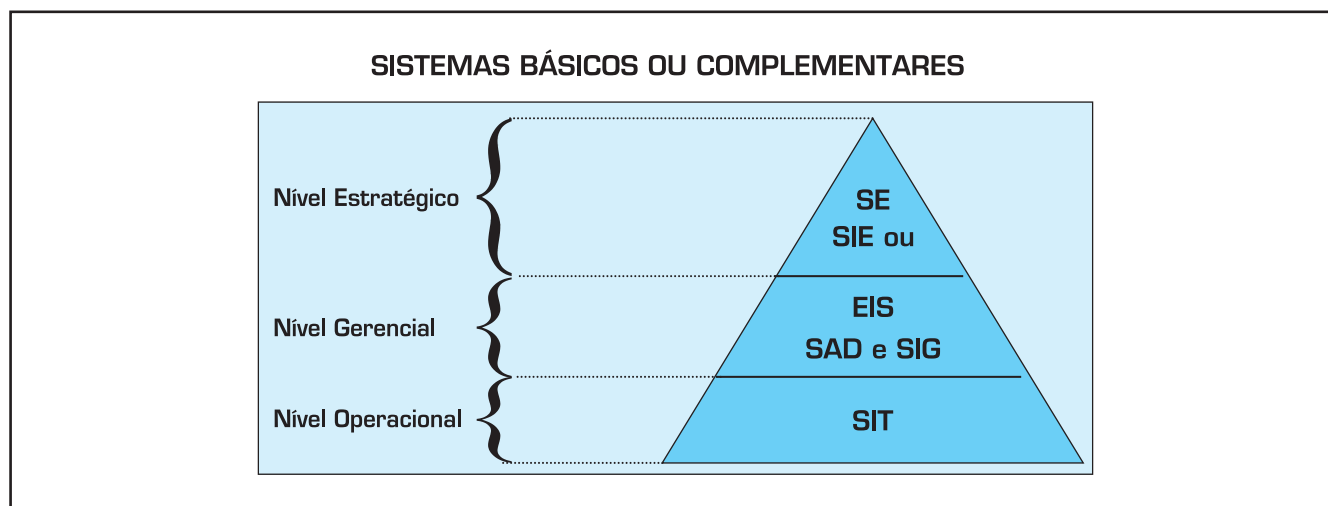 SISTEMAS BÁSICOS OU COMPLEMENTARES
Nível Estratégico
SE
SIE ou
Nível Gerencial
EIS
SAD e SIG
Nível Operacional
SIT